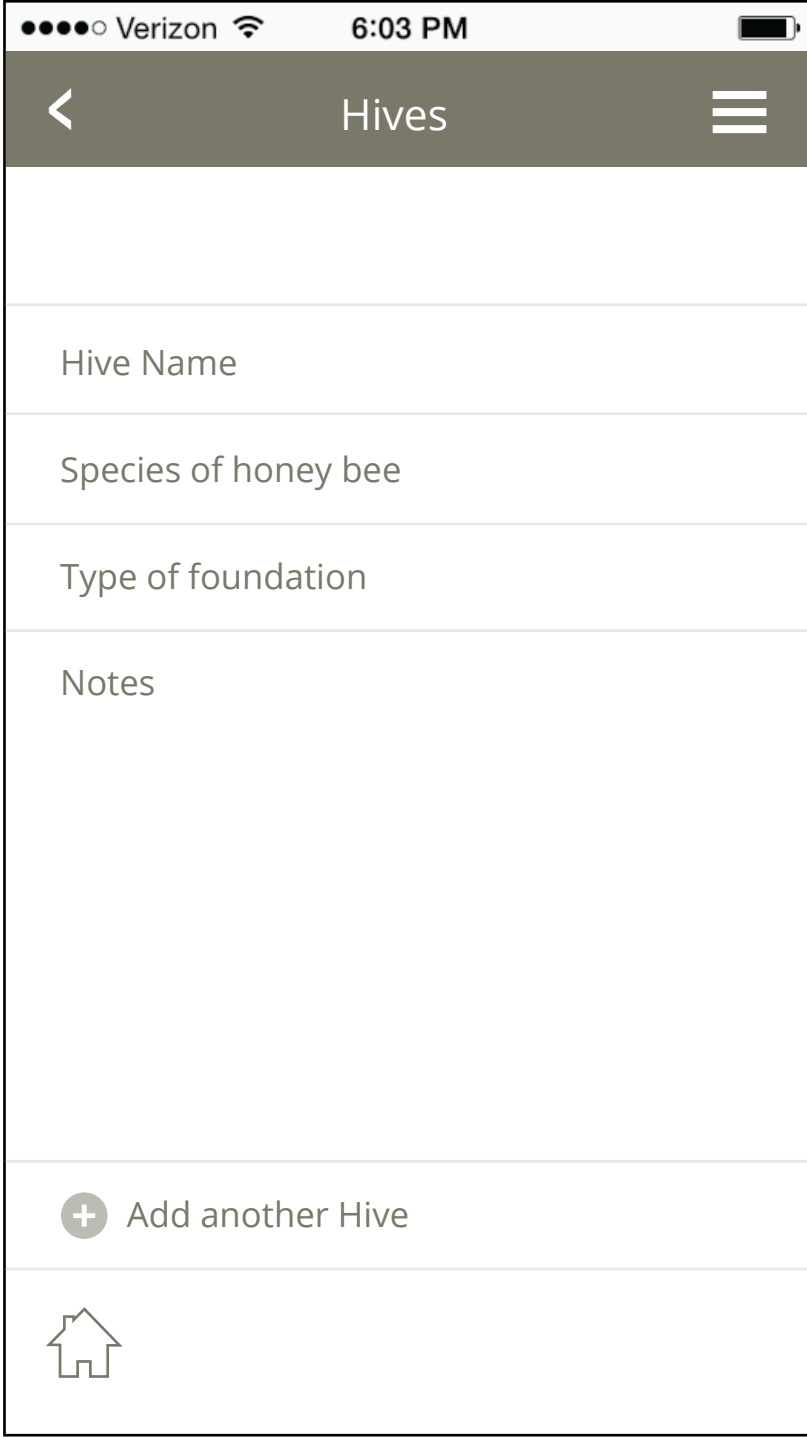 Verizon 6:03 PM
Hives
Hive Name
Species of honey bee
Type of foundation
Notes
Add another Hive